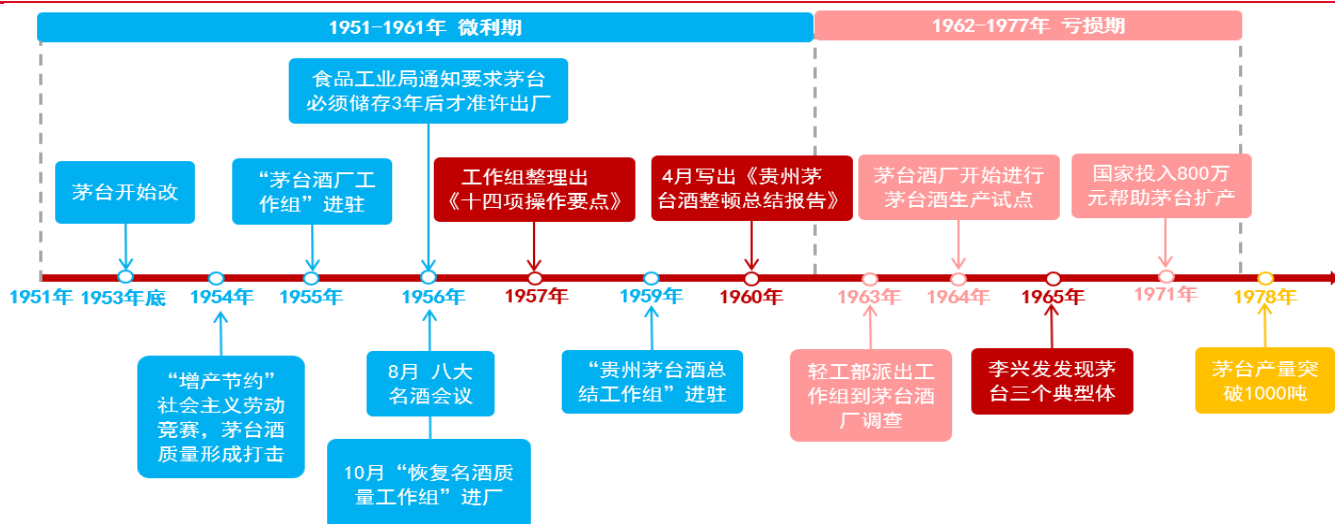 1951-1961年 微利期
1962-1977年 亏损期
食品工业局通知要求茅台
必须储存3年后才准许出厂
茅台开始改
“茅台酒厂工
作组”进驻
工作组整理出
《十四项操作要点》
4月写出《贵州茅
台酒整顿总结报告》
茅台酒厂开始进行
茅台酒生产试点
国家投入800万
元帮助茅台扩产
1951年
1953年底
1954年
1955年
1956年
1957年
1959年
1960年
1963年
1964年
1965年
1971年
1978年
“增产节约”
社会主义劳动
竞赛，茅台酒
质量形成打击
8月 八大
名酒会议
10月“恢复名酒质
量工作组”进厂
“贵州茅台酒总
结工作组”进驻
轻工部派出工
作组到茅台酒
厂调查
李兴发发现茅
台三个典型体
茅台产量突
破1000吨